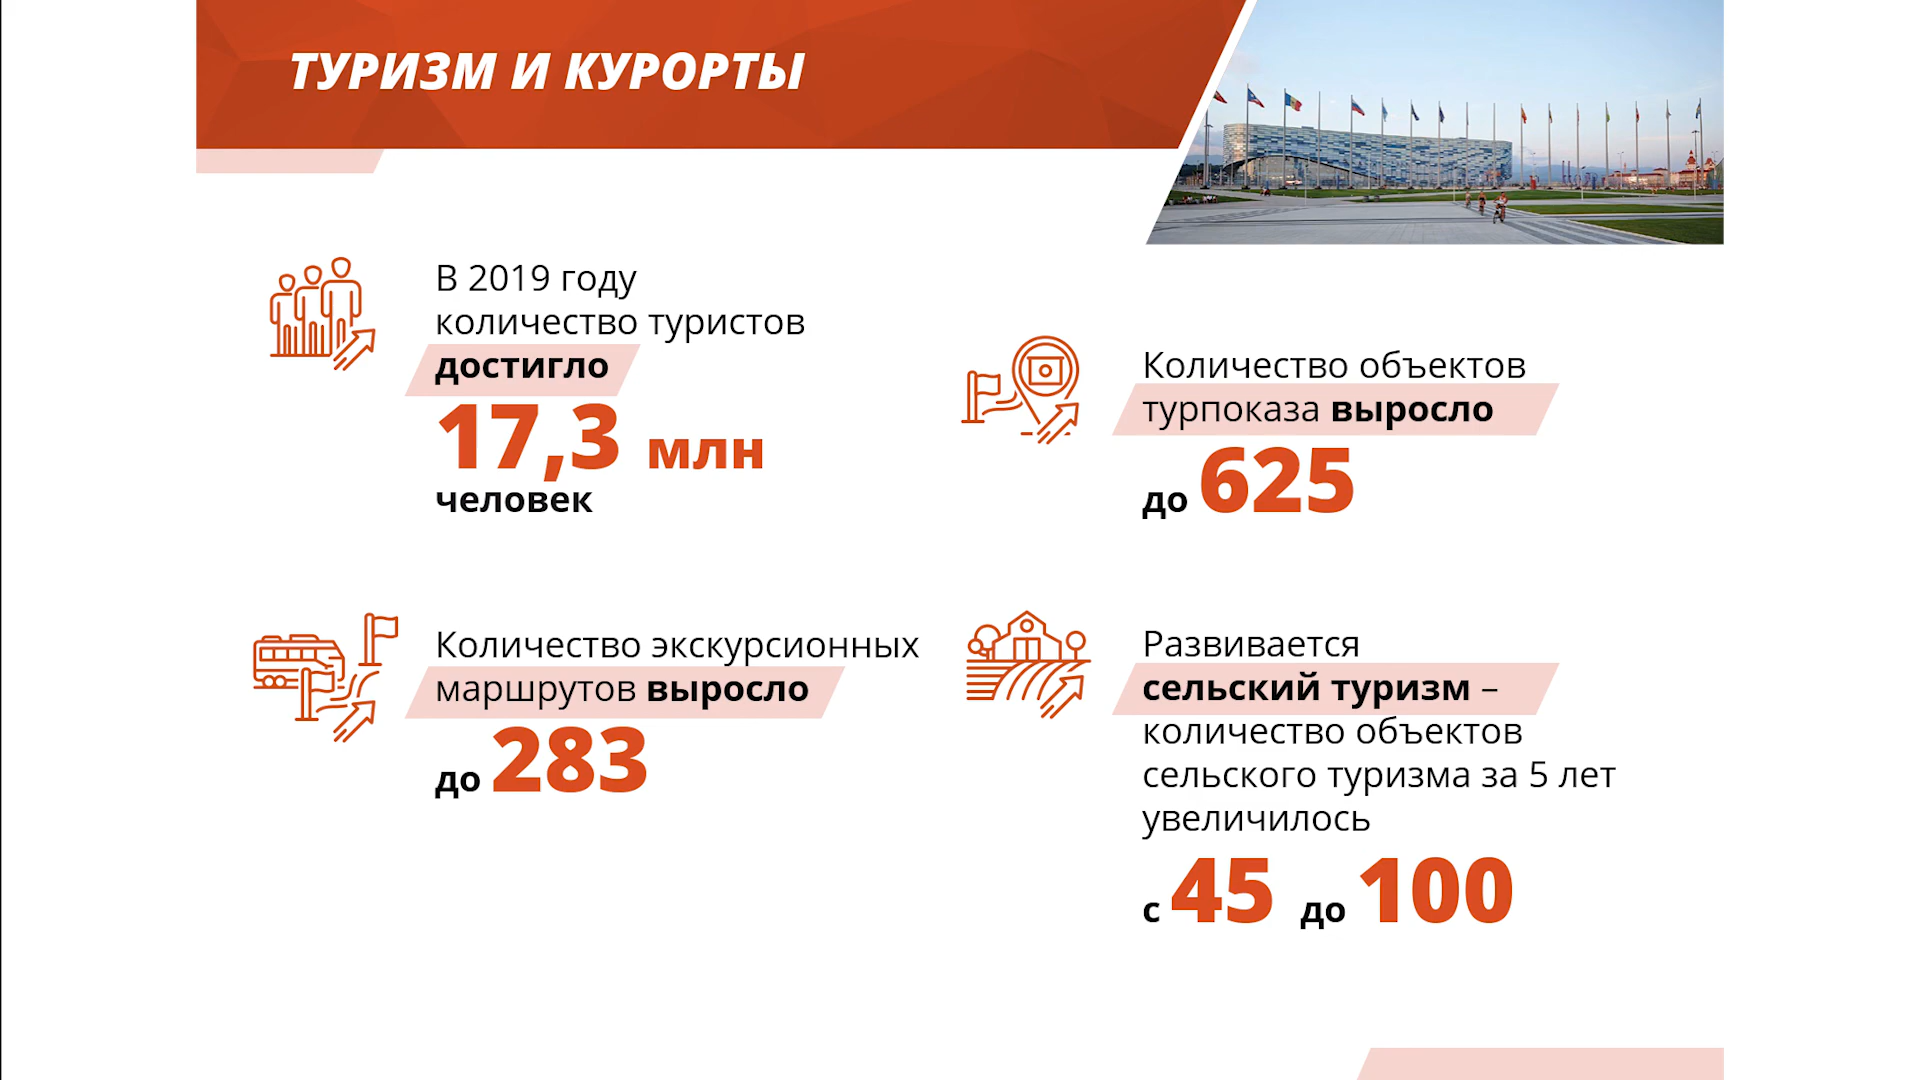 ТУРИЗМ И КУРОРТЫ
В 2019 году
количество туристов
достигло
17,3 млн
человек
Количество объектов
турпоказа выросло
до 625
Количество экскурсионных
маршрутов выросло
до 283
Развивается
сельский туризм –
количество объектов
сельского туризма за 5 лет
увеличилось
с 45 до 100